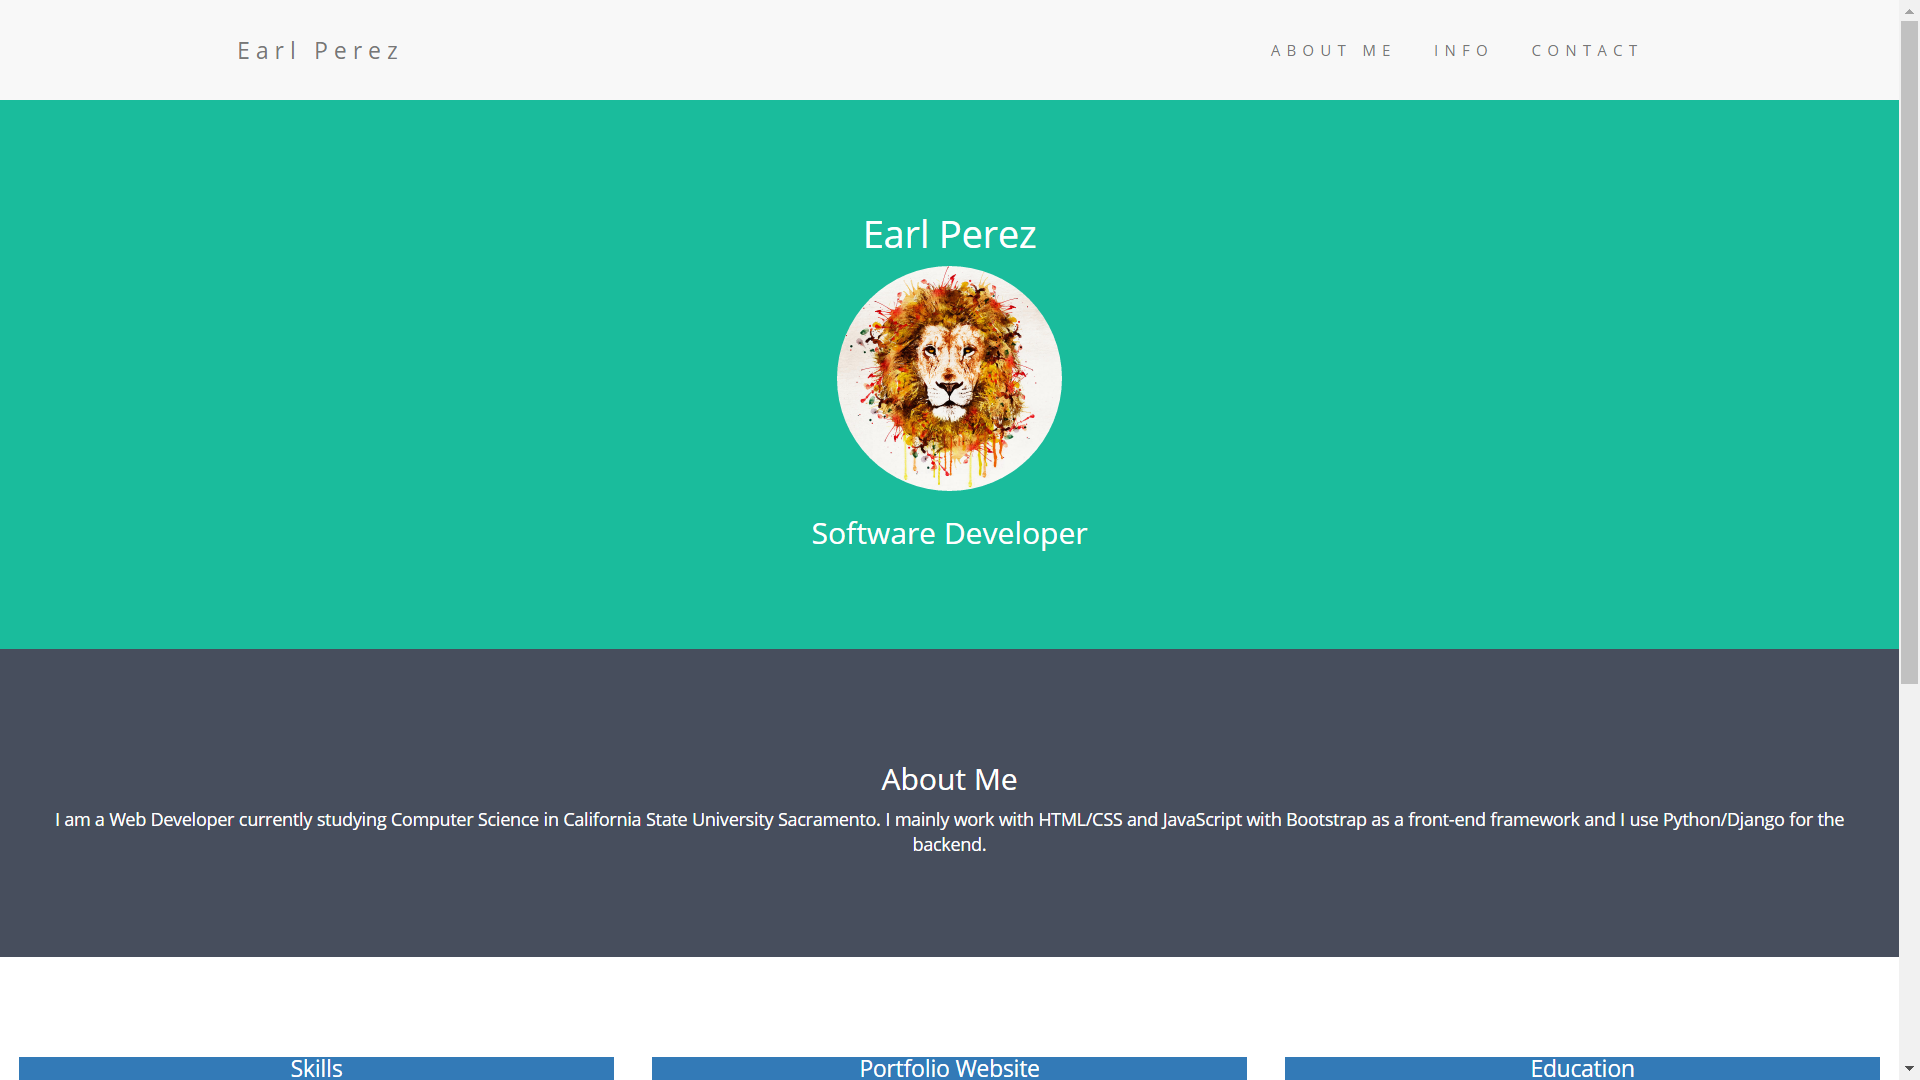 Earl Perez
ABOUT ME INFO CONTACT
Earl Perez
Software Developer
About Me
I am a Web Developer currently studying Computer Science in California State University Sacramento. I mainly work with HTML/CSS and JavaScript with Bootstrap as a front-end framework and I use Python/Django for the
backend.
Skills
Portfolio Website
Education